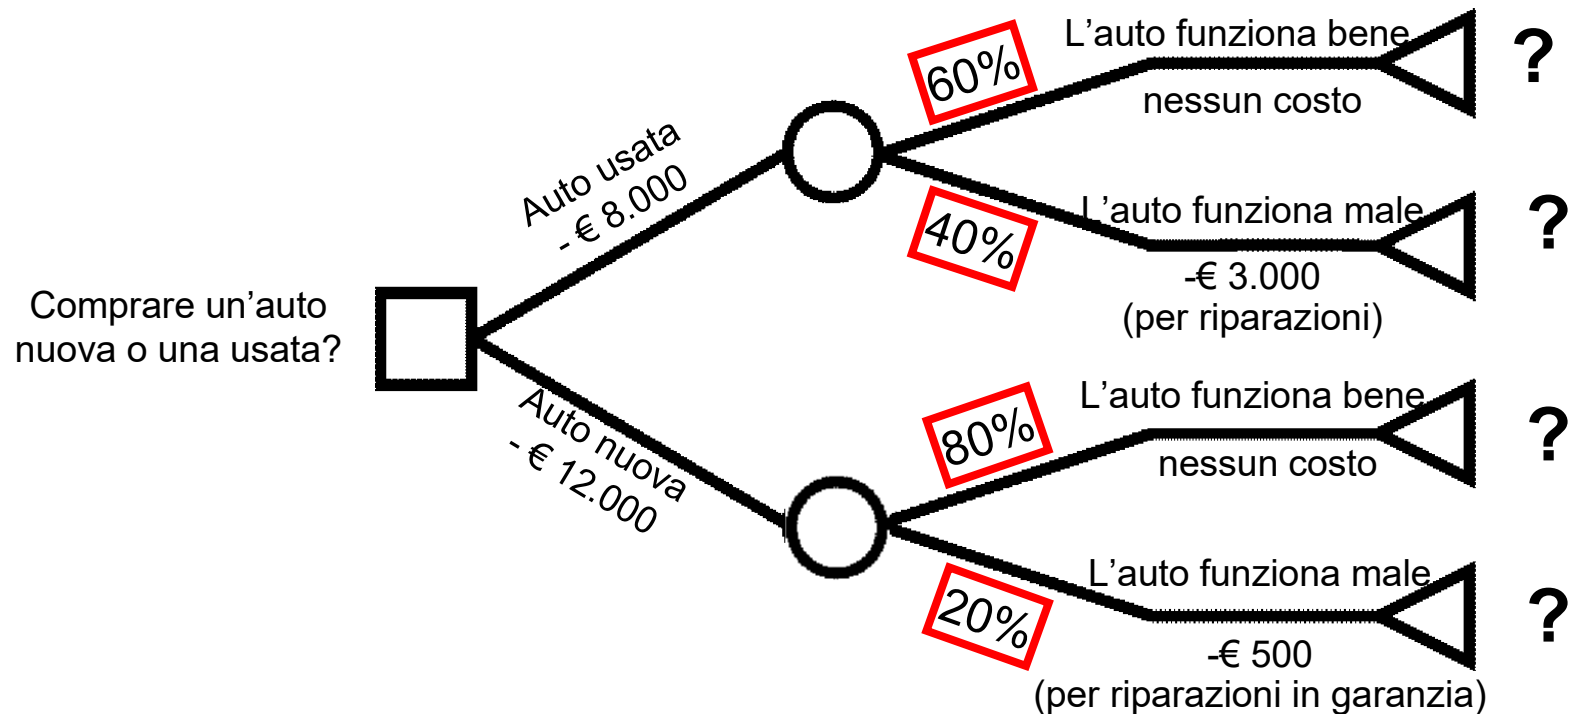 Comprare un'auto
nuova o una usata?
Auto usata
- € 8.000
60%
L'auto funziona bene
nessun costo
?
40%
L'auto funziona male
-€ 3.000
(per riparazioni)
?
Auto nuova
- € 12.000
80%
L'auto funziona bene
nessun costo
?
20%
L'auto funziona male
-€ 500
(per riparazioni in garanzia)
?